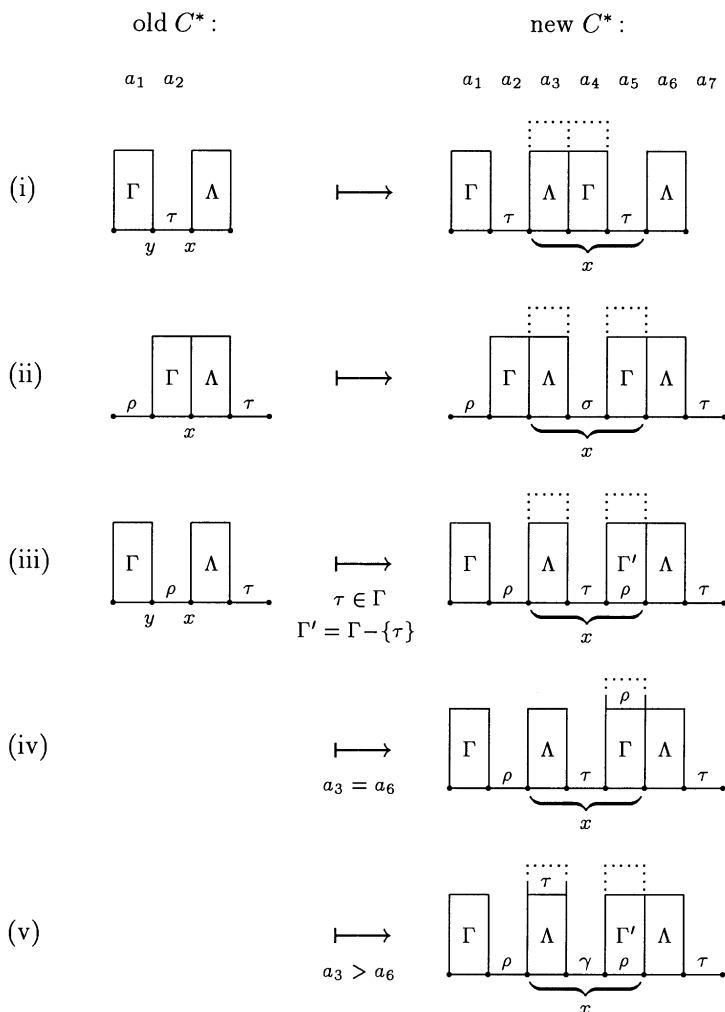 old C* : new C* :
a₁ a₂ a₁ a₂ a₃ a₄ a₅ a₆ a₇
(i) Γ τ Λ ⟼ Γ τ Λ Γ τ Λ
y x x
(ii) ρ Γ Λ τ ⟼ ρ Γ Λ σ Γ Λ τ
x x
(iii) Γ ρ Λ τ ⟼ Γ ρ Λ τ Γ′ ρ Λ τ
y x τ ∈ Γ x
Γ′ = Γ−{τ}
ρ
(iv) ⟼ Γ ρ Λ τ Γ Λ τ
a₃ = a₆ x
τ
(v) ⟼ Γ ρ Λ γ Γ′ ρ Λ τ
a₃ > a₆ x